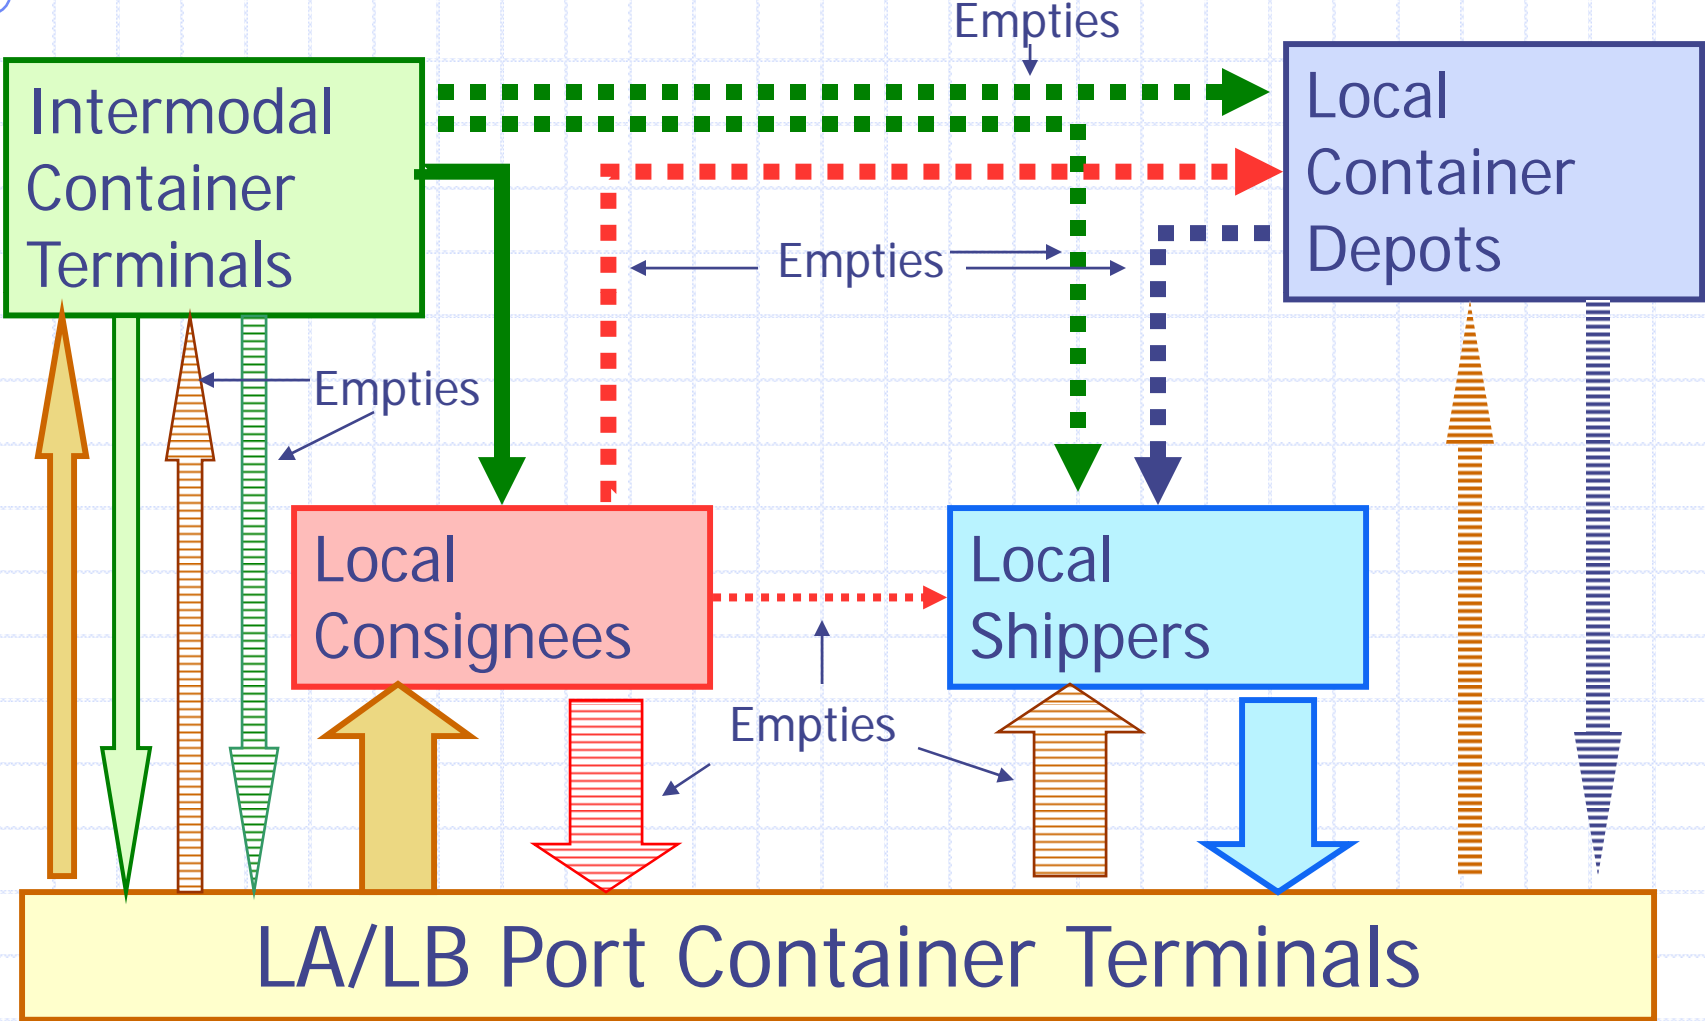 Empties
Intermodal
Container
Terminals
Local
Container
Depots
Empties
Empties
Local
Consignees
Local
Shippers
Empties
LA/LB Port Container Terminals